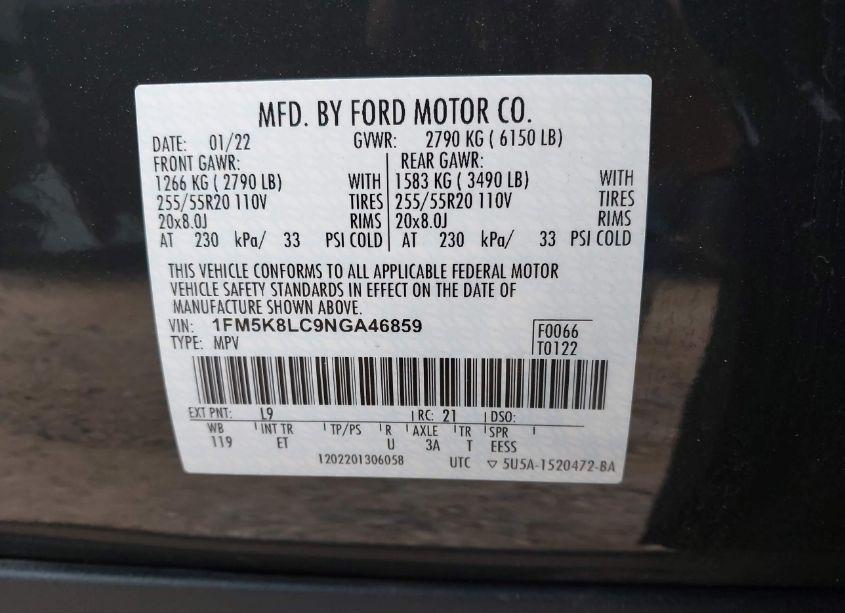 MFD. BY FORD MOTOR CO.
DATE: 01/22 GVWR: 2790 KG ( 6150 LB)
FRONT GAWR: REAR GAWR:
1266 KG ( 2790 LB) WITH 1583 KG ( 3490 LB) WITH
255/55R20 110V TIRES 255/55R20 110V TIRES
20x8.0J RIMS 20x8.0J RIMS
AT 230 kPa/ 33 PSI COLD AT 230 kPa/ 33 PSI COLD
THIS VEHICLE CONFORMS TO ALL APPLICABLE FEDERAL MOTOR
VEHICLE SAFETY STANDARDS IN EFFECT ON THE DATE OF
MANUFACTURE SHOWN ABOVE.
VIN: 1FM5K8LC9NGA46859 F0066
TYPE: MPV T0122
EXT PNT: L9 RC: 21 DSO:
WB INT TR TP/PS R AXLE TR SPR
119 ET U 3A T EESS
1202201306058 UTC ▽ 5U5A-1520472-BA